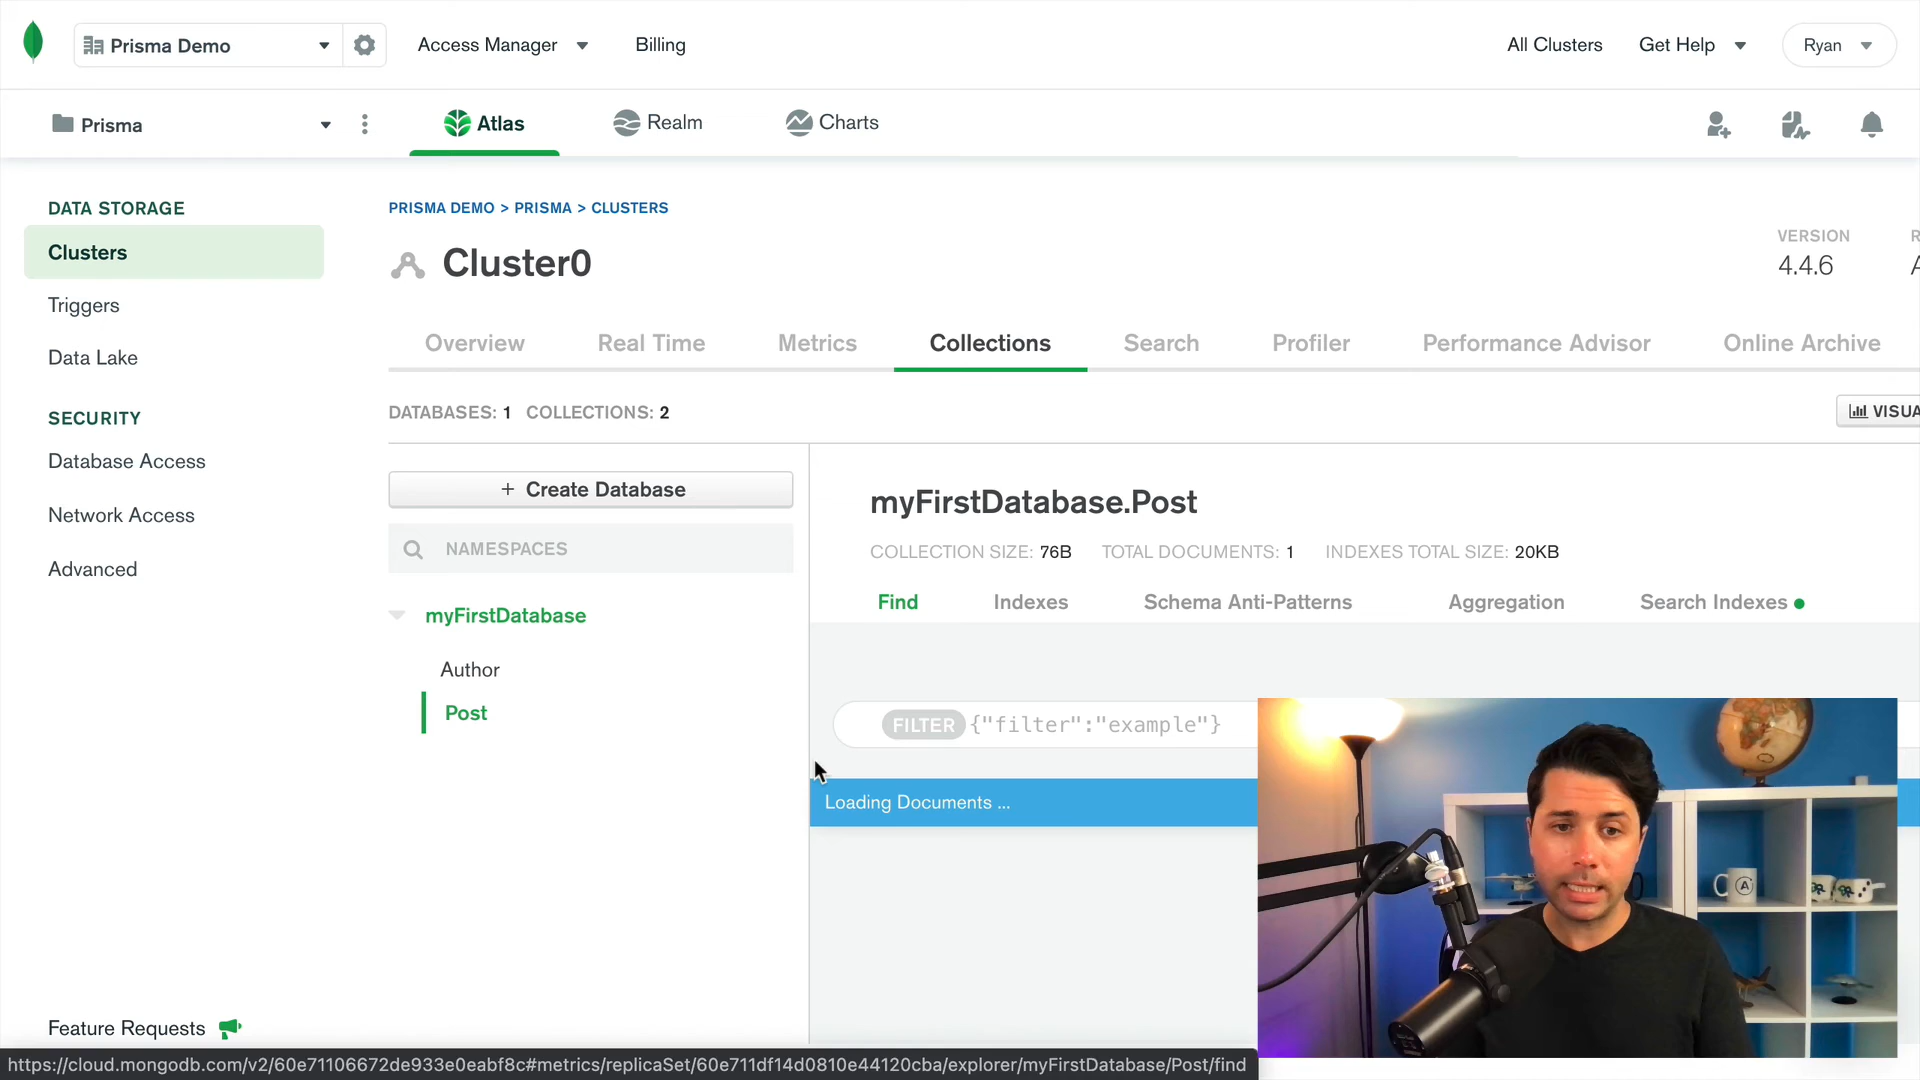 Prisma Demo
Access Manager
Billing
All Clusters
Get Help
Ryan
Prisma
Atlas
Realm
Charts
DATA STORAGE
Clusters
Triggers
Data Lake
SECURITY
Database Access
Network Access
Advanced
Feature Requests
PRISMA DEMO > PRISMA > CLUSTERS
Cluster0
VERSION
4.4.6
Overview
Real Time
Metrics
Collections
Search
Profiler
Performance Advisor
Online Archive
DATABASES: 1 COLLECTIONS: 2
VISUA
+ Create Database
NAMESPACES
myFirstDatabase
Author
Post
myFirstDatabase.Post
COLLECTION SIZE: 76B TOTAL DOCUMENTS: 1 INDEXES TOTAL SIZE: 20KB
Find
Indexes
Schema Anti-Patterns
Aggregation
Search Indexes
FILTER {"filter":"example"}
Loading Documents ...
https://cloud.mongodb.com/v2/60e71106672de933e0eabf8c#metrics/replicaSet/60e711df14d0810e44120cba/explorer/myFirstDatabase/Post/find